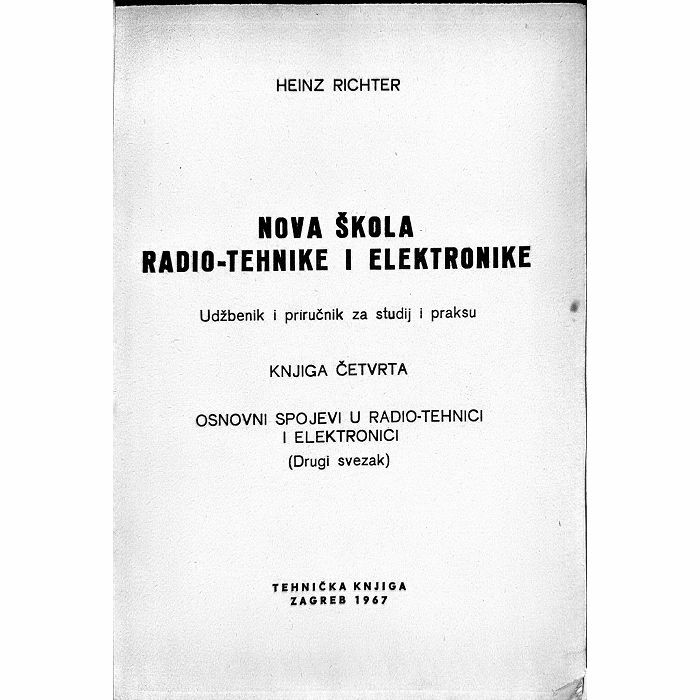 HEINZ RICHTER
NOVA ŠKOLA
RADIO-TEHNIKE I ELEKTRONIKE
Udžbenik i priručnik za studij i praksu
KNJIGA ČETVRTA
OSNOVNI SPOJEVI U RADIO-TEHNICI
I ELEKTRONICI
(Drugi svezak)
TEHNIČKA KNJIGA
ZAGREB 1967